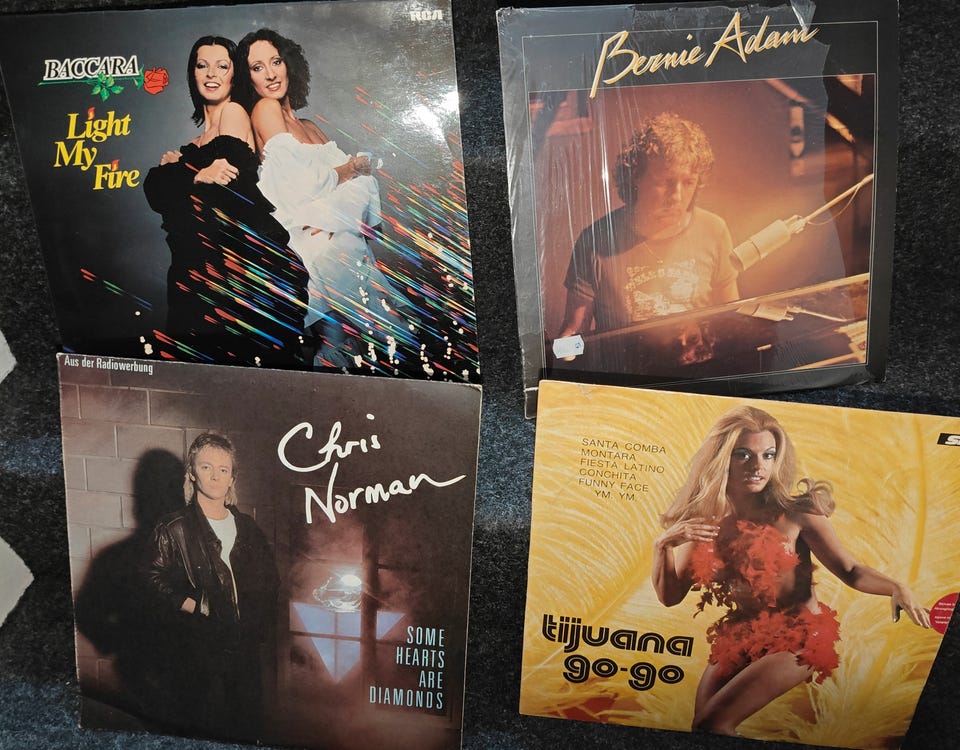 RCA
BACCARA
Light
My
Fire
Bernie Adam
Aus der Radiowerbung
Chris
Norman
SOME
HEARTS
ARE
DIAMONDS
SANTA COMBA
MONTARA
FIESTA LATINO
CONCHITA
FUNNY FACE
YM. YM.
tijuana
go-go